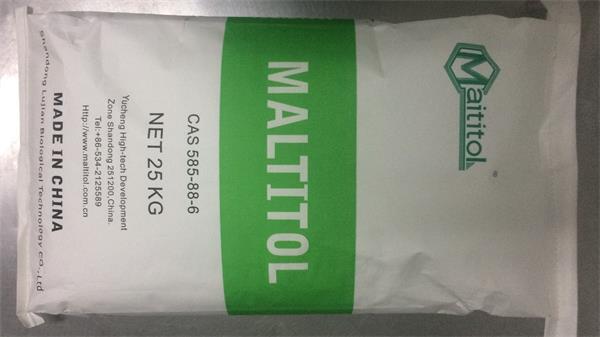 Maltitol
MALTITOL
CAS 585-88-6
NET 25 KG
Yucheng High-tech Development
Zone Shandong 251200,China.
Tel:+86-534-2125589
Http://www.maltitol.com.cn
MADE IN CHINA
Shandong Lujian Biological Technology CO.,Ltd